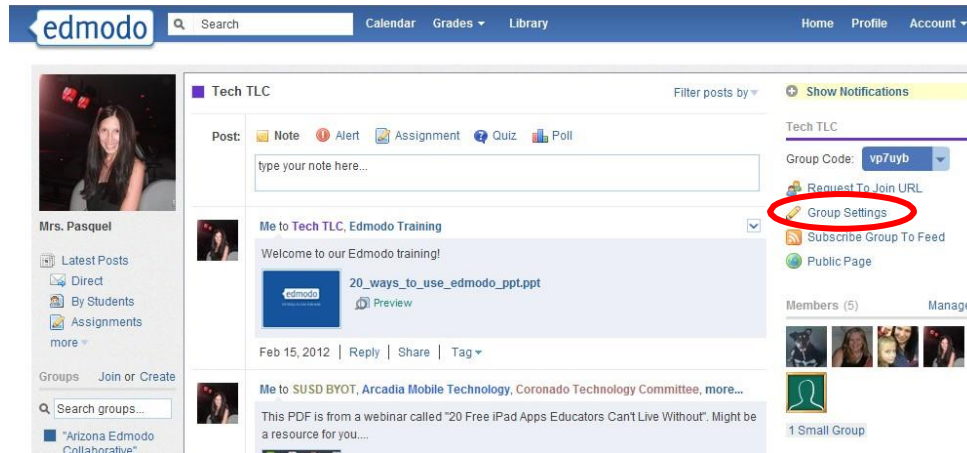 edmodo
Search
Calendar Grades Library
Home Profile Account
Mrs. Pasquel
Latest Posts
Direct
By Students
Assignments
more
Groups Join or Create
Search groups...
"Arizona Edmodo
Collaborative"
Tech TLC
Filter posts by
Post: Note Alert Assignment Quiz Poll
type your note here...
Me to Tech TLC, Edmodo Training
Welcome to our Edmodo training!
edmodo
20_ways_to_use_edmodo_ppt.ppt
Preview
Feb 15, 2012 | Reply | Share | Tag
Me to SUSD BYOT, Arcadia Mobile Technology, Coronado Technology Committee, more...
This PDF is from a webinar called "20 Free iPad Apps Educators Can't Live Without". Might be
a resource for you....
Show Notifications
Tech TLC
Group Code: vp7uyb
Request To Join URL
Group Settings
Subscribe Group To Feed
Public Page
Members (5) Manage
1 Small Group